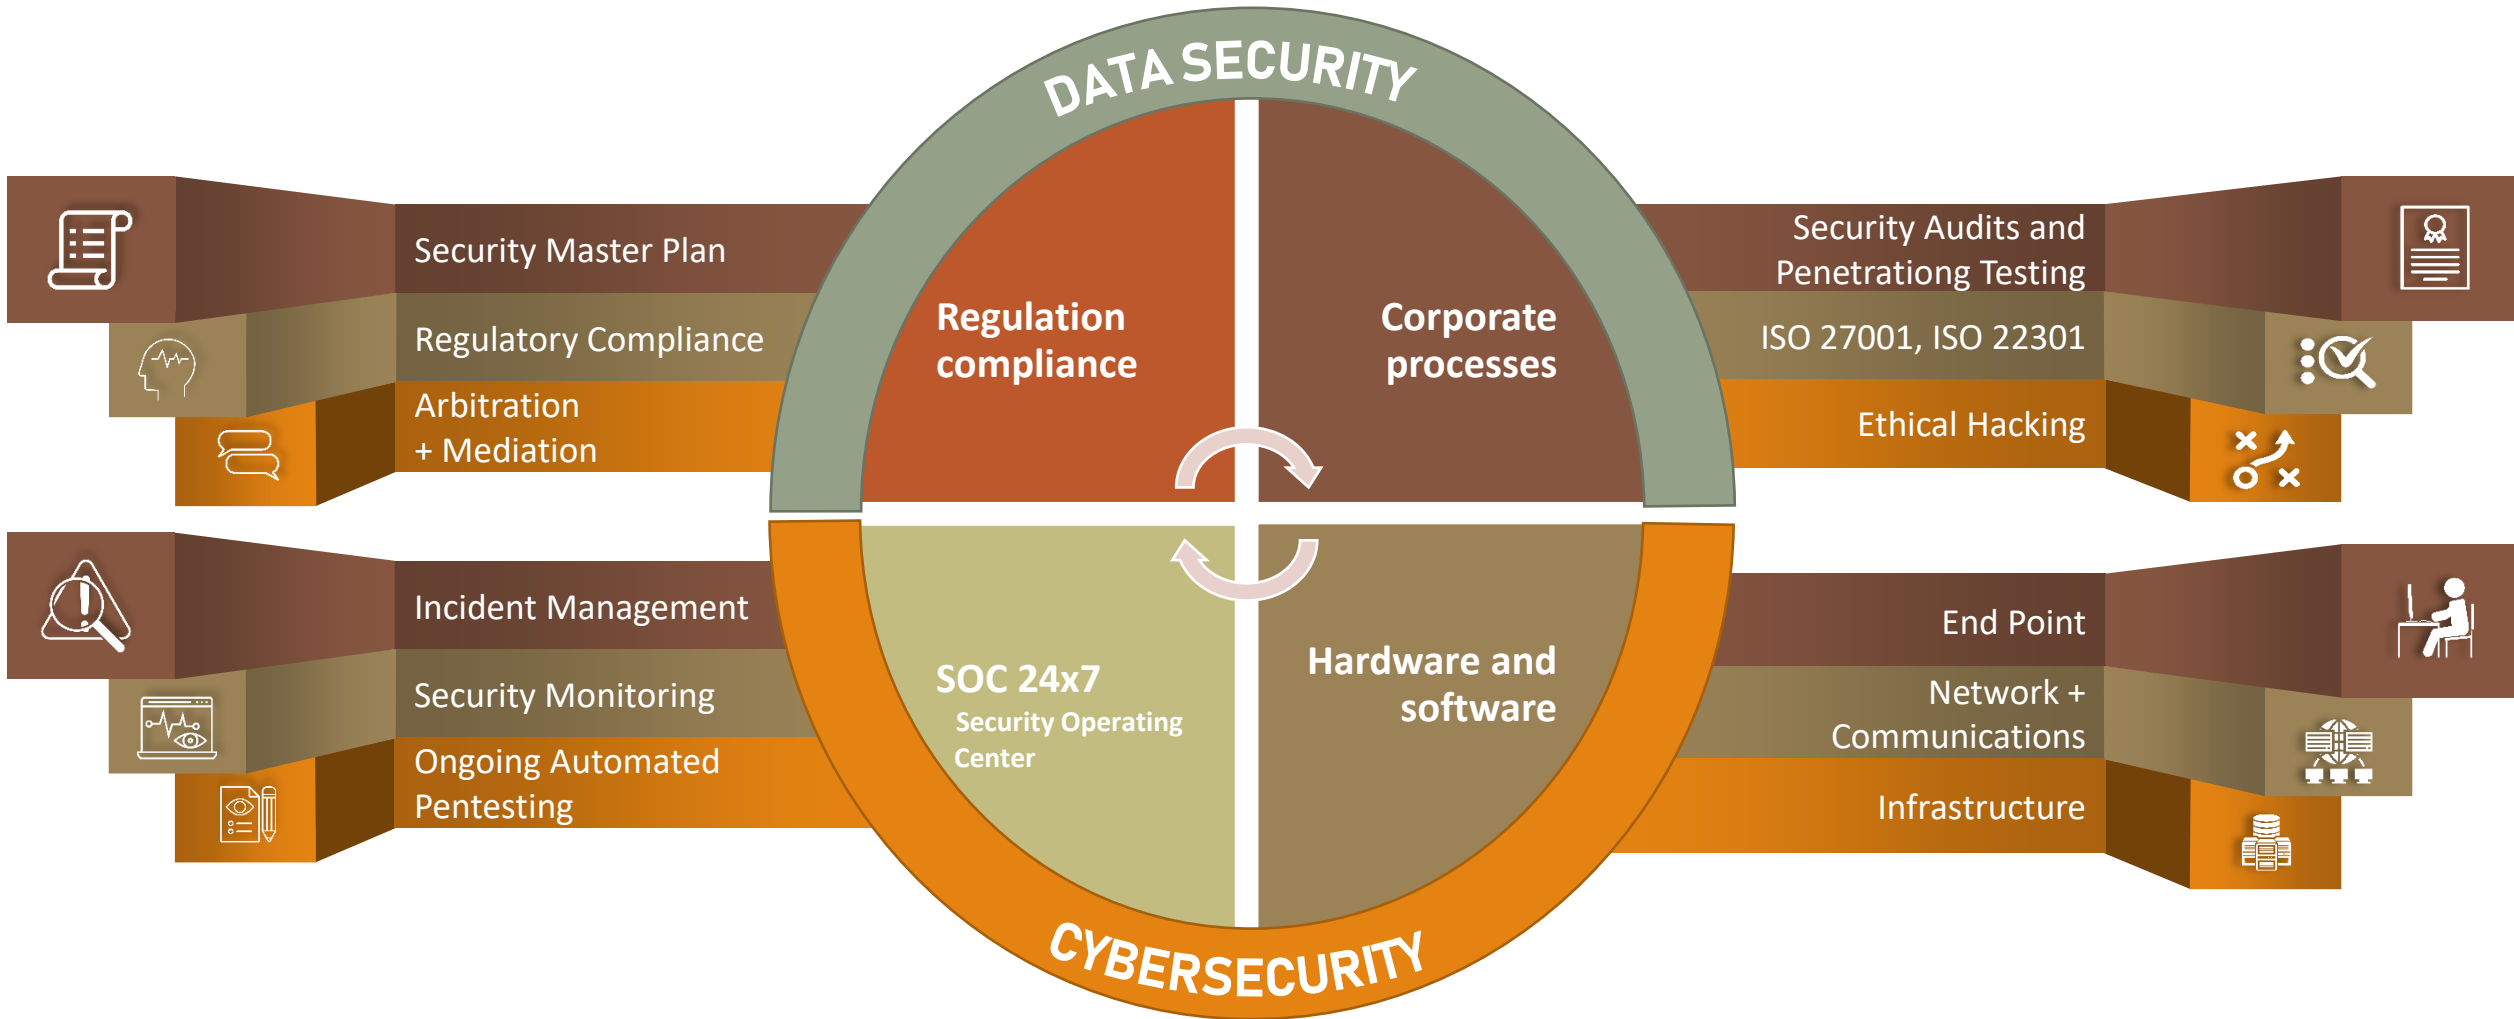 DATA SECURITY
Security Master Plan
Regulatory Compliance
Arbitration
+ Mediation
Regulation
compliance
Corporate
processes
Security Audits and
Penetrationg Testing
ISO 27001, ISO 22301
Ethical Hacking
Incident Management
Security Monitoring
Ongoing Automated
Pentesting
SOC 24x7
Security Operating
Center
Hardware and
software
End Point
Network +
Communications
Infrastructure
CYBERSECURITY